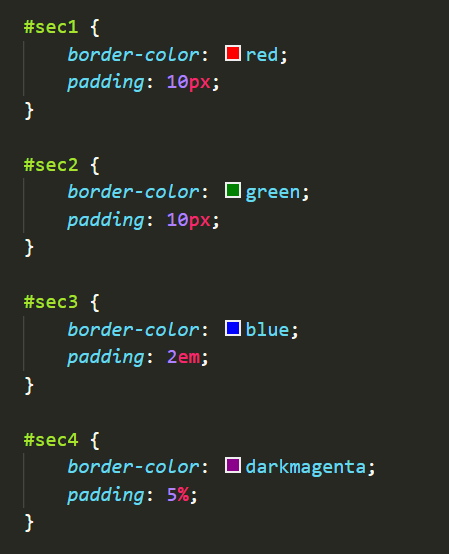 #sec1 {
    border-color: red;
    padding: 10px;
}

#sec2 {
    border-color: green;
    padding: 10px;
}

#sec3 {
    border-color: blue;
    padding: 2em;
}

#sec4 {
    border-color: darkmagenta;
    padding: 5%;
}